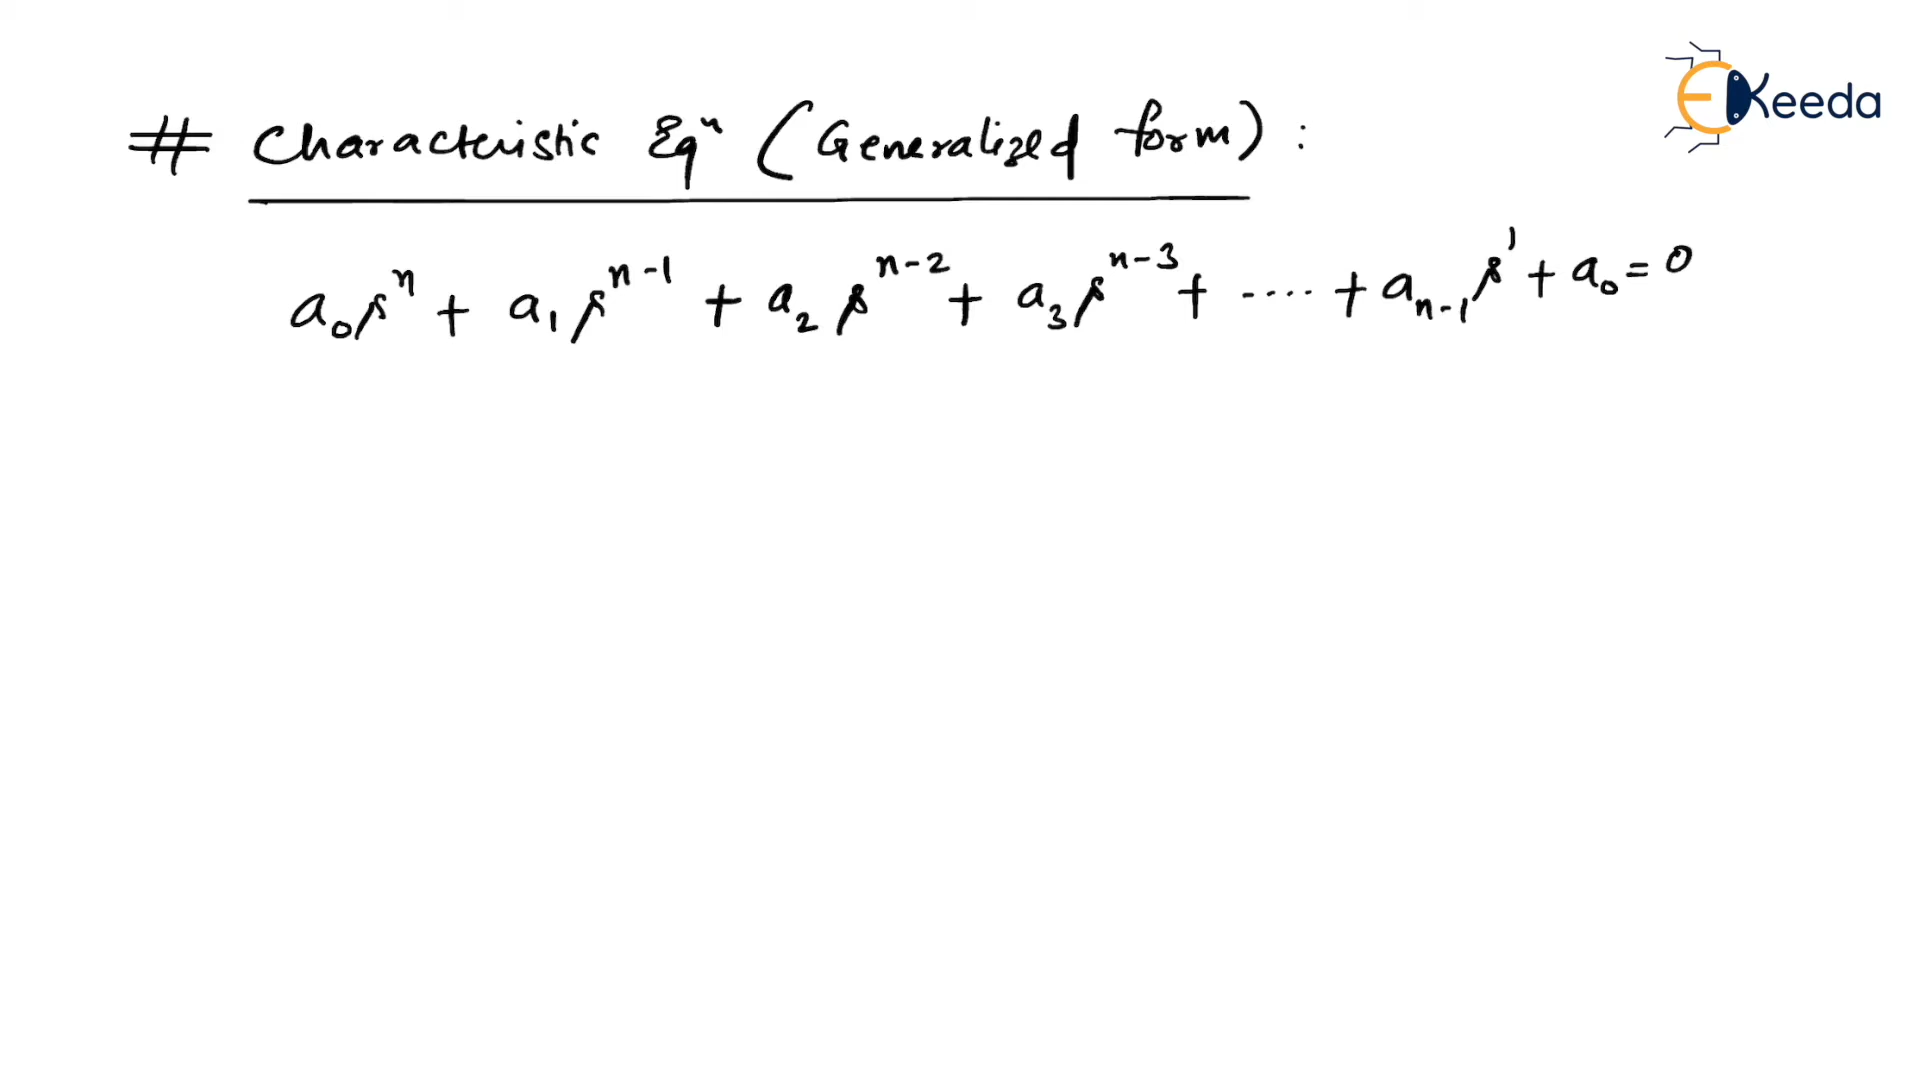 EKeeda
# Characteristic Eqⁿ (Generalized form) :
a₀sⁿ + a₁sⁿ⁻¹ + a₂sⁿ⁻² + a₃sⁿ⁻³ + ..... + aₙ₋₁s¹ + a₀ = 0